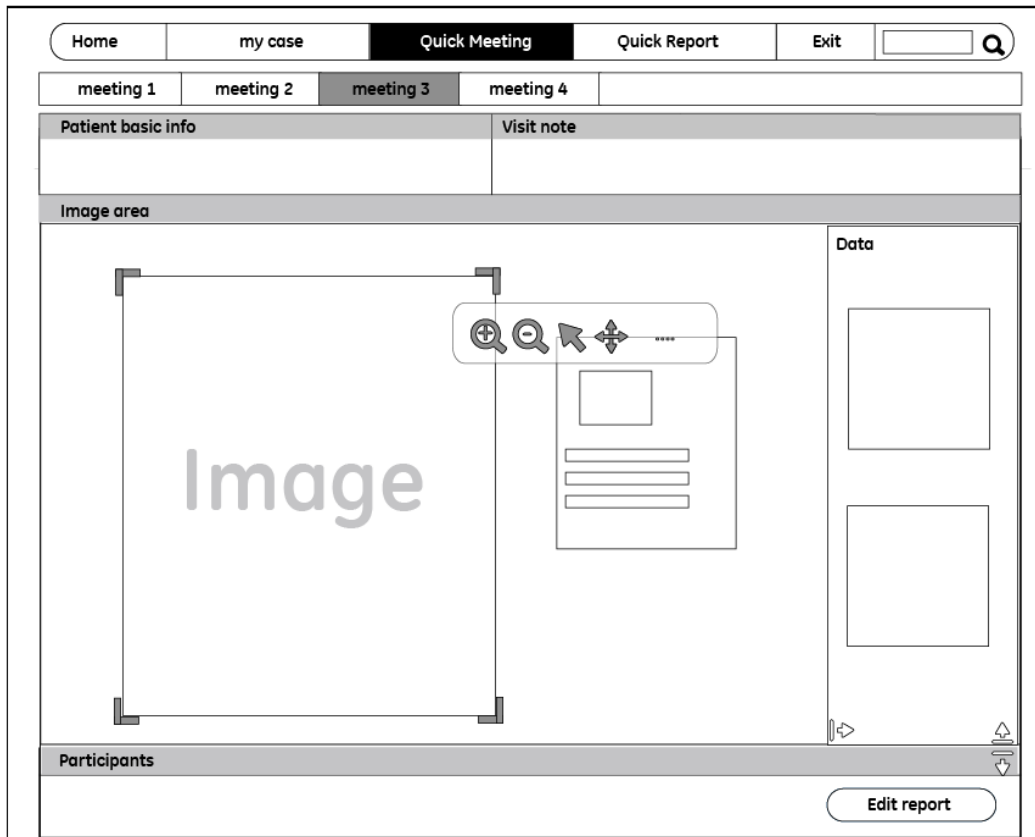 Home my case Quick Meeting Quick Report Exit
meeting 1 meeting 2 meeting 3 meeting 4
Patient basic info Visit note
Image area
Data
Image
Participants
Edit report